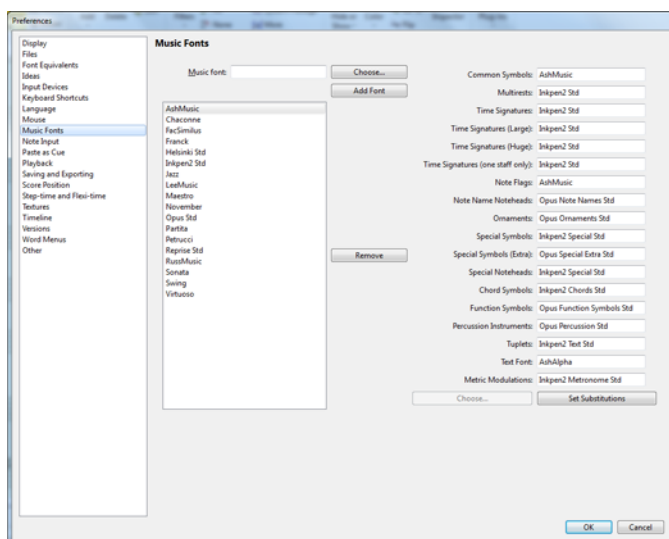 Preferences
Display
Files
Font Equivalents
Ideas
Input Devices
Keyboard Shortcuts
Language
Mouse
Music Fonts
Note Input
Paste as Cue
Playback
Saving and Exporting
Score Position
Step-time and Flexi-time
Textures
Timeline
Versions
Word Menus
Other
Music Fonts
Music font:
Choose...
Add Font
AshMusic
Chaconne
FacSimilus
Franck
Helsinki Std
Inkpen2 Std
Jazz
LeeMusic
Maestro
November
Opus Std
Partita
Petrucci
Reprise Std
RussMusic
Sonata
Swing
Virtuoso
Remove
Common Symbols: AshMusic
Multirests: Inkpen2 Std
Time Signatures: Inkpen2 Std
Time Signatures (Large): Inkpen2 Std
Time Signatures (Huge): Inkpen2 Std
Time Signatures (one staff only): Inkpen2 Std
Note Flags: AshMusic
Note Name Noteheads: Opus Note Names Std
Ornaments: Opus Ornaments Std
Special Symbols: Inkpen2 Special Std
Special Symbols (Extra): Opus Special Extra Std
Special Noteheads: Inkpen2 Special Std
Chord Symbols: Inkpen2 Chords Std
Function Symbols: Opus Function Symbols Std
Percussion Instruments: Opus Percussion Std
Tuplets: Inkpen2 Text Std
Text Font: AshAlpha
Metric Modulations: Inkpen2 Metronome Std
Choose...
Set Substitutions
OK
Cancel